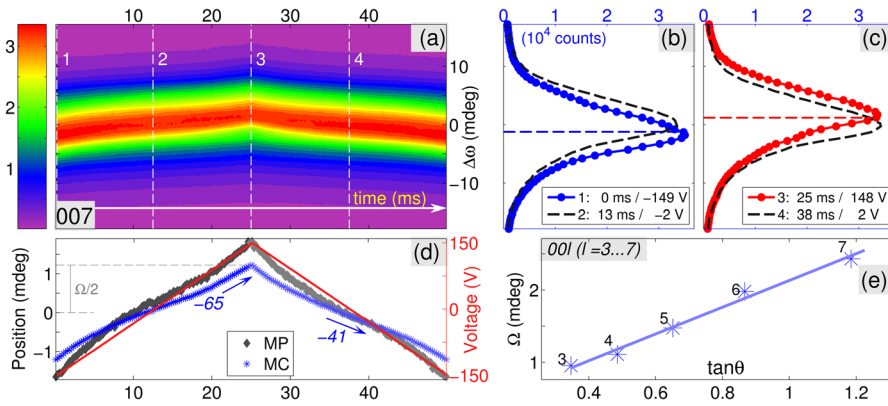 10 20 30 40
(a)
3
2
1
1 2 3 4
10
0
−10
Δω (mdeg)
time (ms)
007
0 1 2 3
(10⁴ counts)
(b)
1: 0 ms / −149 V
2: 13 ms / −2 V
0 1 2 3
(c)
3: 25 ms / 148 V
4: 38 ms / 2 V
(d)
Position (mdeg)
1
0
−1
Ω/2
−65
−41
MP
MC
150
100
0
−150
Voltage (V)
10 20 30 40
00l (l =3...7)
(e)
Ω (mdeg)
2
1
3 4 5 6 7
tanθ
0.4 0.6 0.8 1 1.2